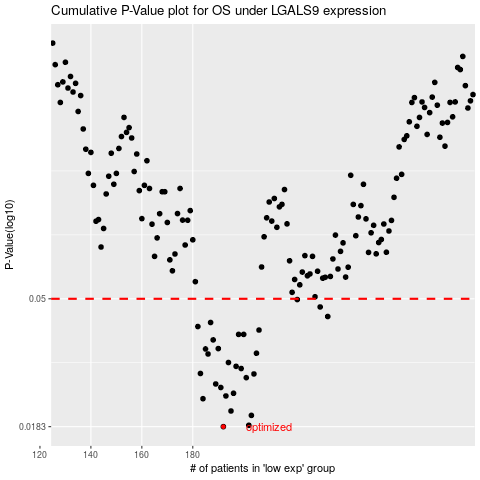 Cumulative P-Value plot for OS under LGALS9 expression
P-Value(log10)
0.05
0.0183
optimized
120 140 160 180
# of patients in 'low exp' group